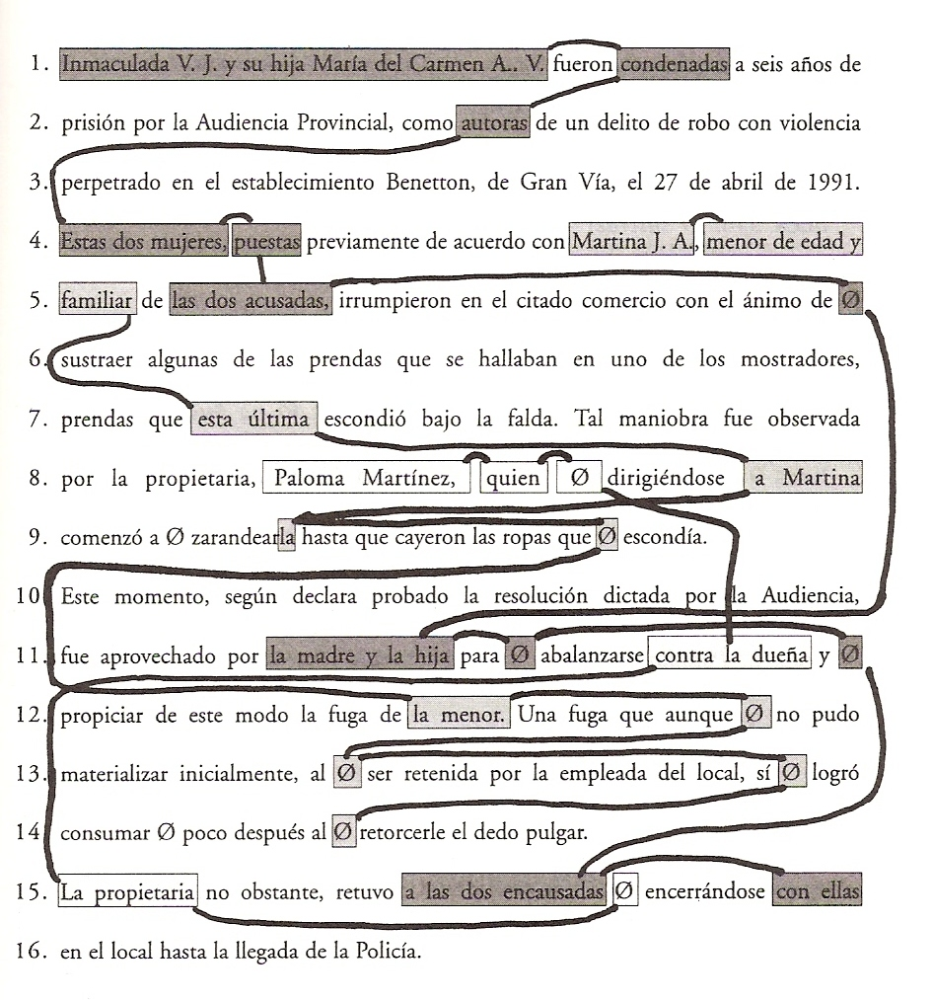 1. Inmaculada V. J. y su hija María del Carmen A.. V. fueron condenadas a seis años de
2. prisión por la Audiencia Provincial, como autoras de un delito de robo con violencia
3. perpetrado en el establecimiento Benetton, de Gran Vía, el 27 de abril de 1991.
4. Estas dos mujeres, puestas previamente de acuerdo con Martina J. A., menor de edad y
5. familiar de las dos acusadas, irrumpieron en el citado comercio con el ánimo de Ø
6. sustraer algunas de las prendas que se hallaban en uno de los mostradores,
7. prendas que esta última escondió bajo la falda. Tal maniobra fue observada
8. por la propietaria, Paloma Martínez, quien Ø dirigiéndose a Martina
9. comenzó a Ø zarandearla hasta que cayeron las ropas que Ø escondía.
10 Este momento, según declara probado la resolución dictada por la Audiencia,
11. fue aprovechado por la madre y la hija para Ø abalanzarse contra la dueña y Ø
12. propiciar de este modo la fuga de la menor. Una fuga que aunque Ø no pudo
13. materializar inicialmente, al Ø ser retenida por la empleada del local, sí Ø logró
14 consumar Ø poco después al Ø retorcerle el dedo pulgar.
15. La propietaria no obstante, retuvo a las dos encausadas Ø encerrándose con ellas
16. en el local hasta la llegada de la Policía.